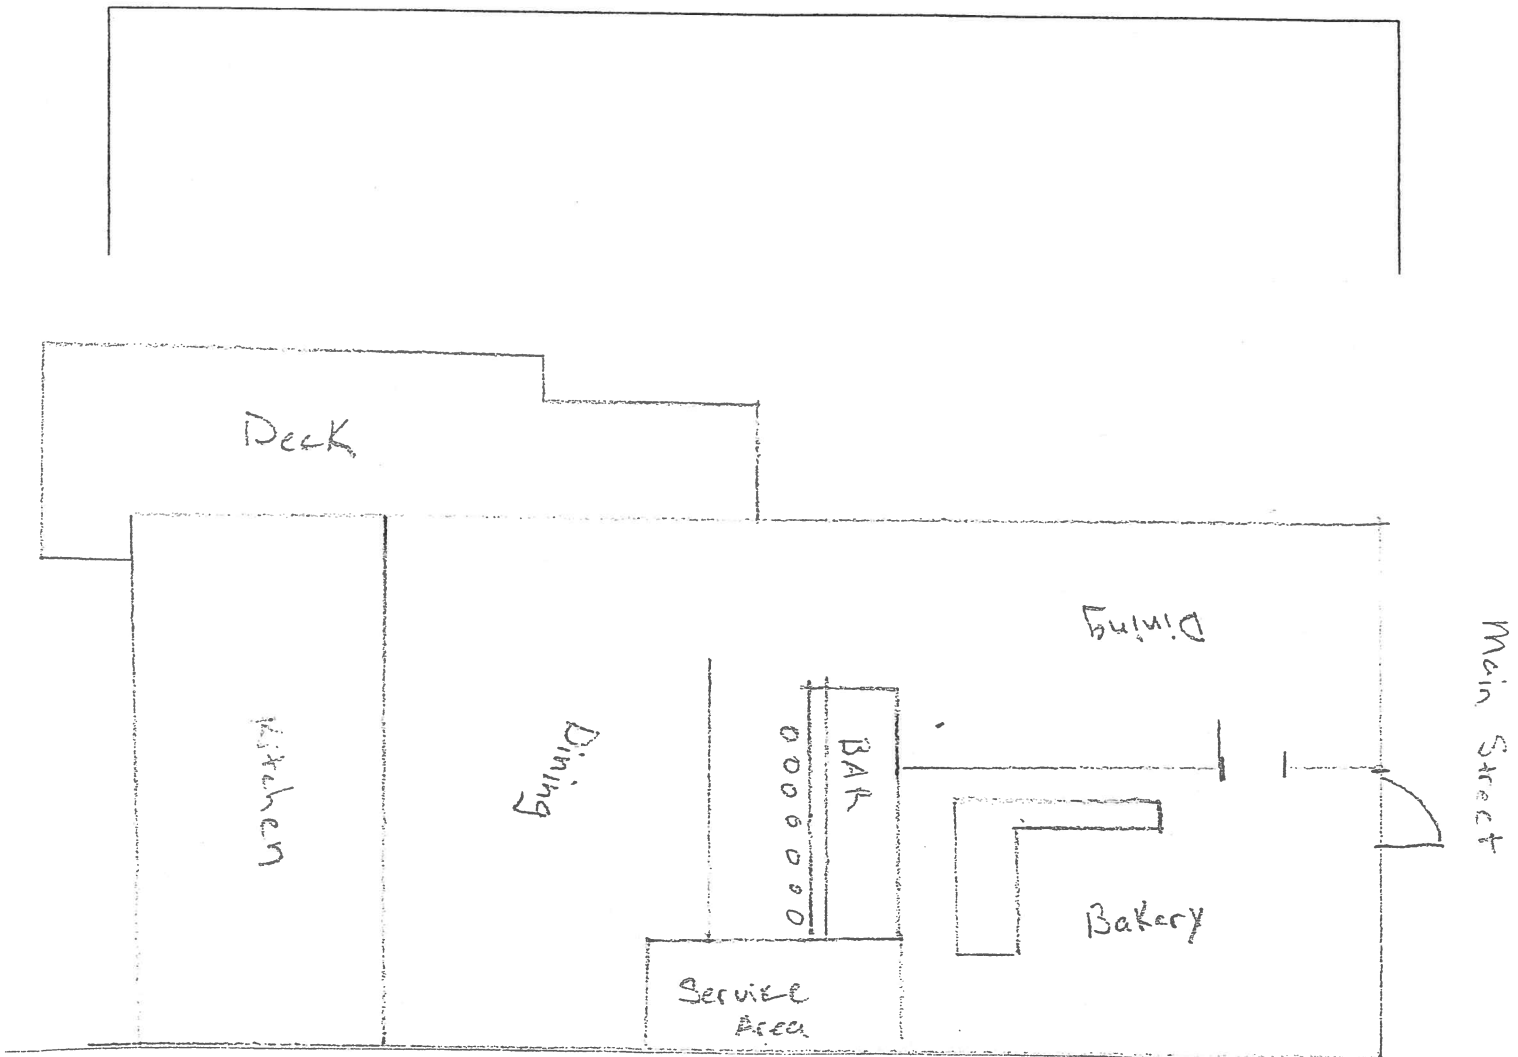 Deck
Dining
Main Street
Kitchen
Dining
BAR
Bakery
Service
Area